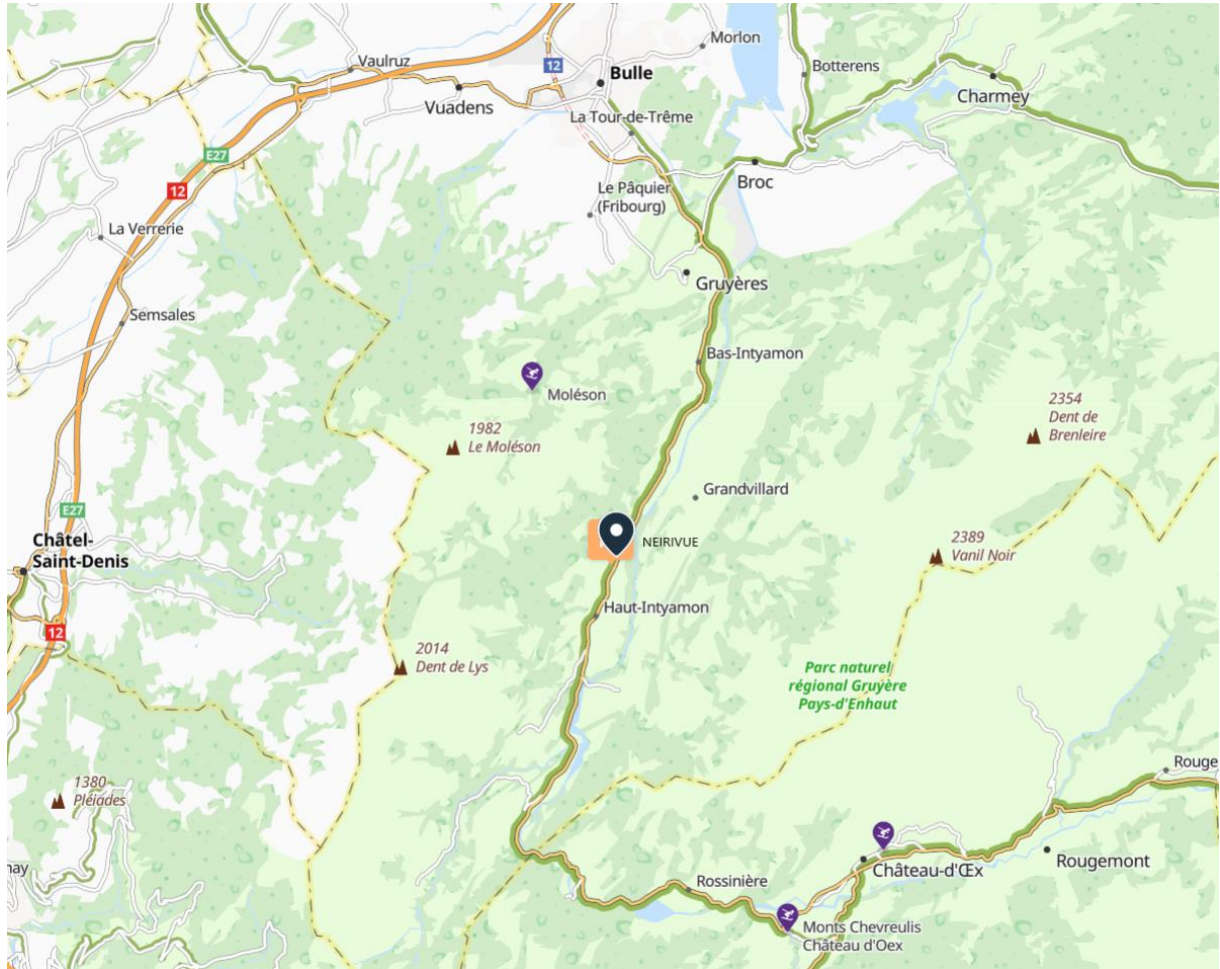 Morlon
Vaulruz
12
Bulle
Botterens
Vuadens
Charmey
La Tour-de-Trême
E27
12
Broc
Le Pâquier
(Fribourg)
La Verrerie
Gruyères
Semsales
Bas-Intyamon
Moléson
2354
Dent de
Brenleire
1982
Le Moléson
Grandvillard
E27
Châtel-
Saint-Denis
NEIRIVUE
2389
Vanil Noir
Haut-Intyamon
12
2014
Dent de Lys
Parc naturel
régional Gruyère
Pays-d'Enhaut
1380
Pléiades
Rouge
nay
Château-d'Œx
Rougemont
Rossinière
Monts Chevreulis
Château d'Oex